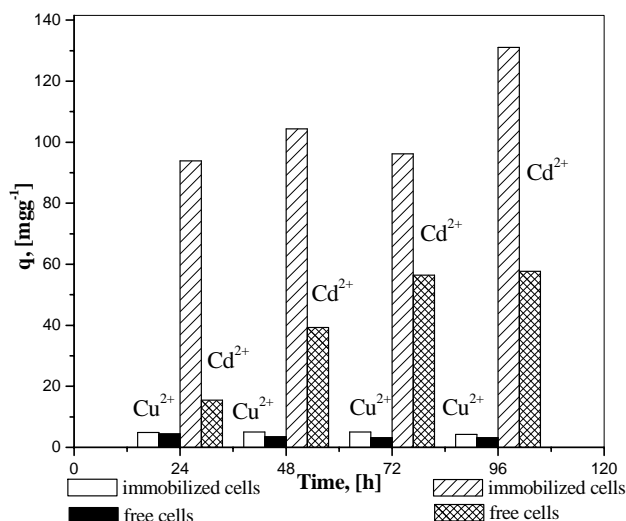 140
120
100
80
60
40
20
0
q, [mgg⁻¹]
Cu²⁺
Cd²⁺
Cu²⁺
Cd²⁺
Cu²⁺
Cd²⁺
Cu²⁺
Cd²⁺
0 24 48 72 96 120
Time, [h]
immobilized cells immobilized cells
free cells free cells